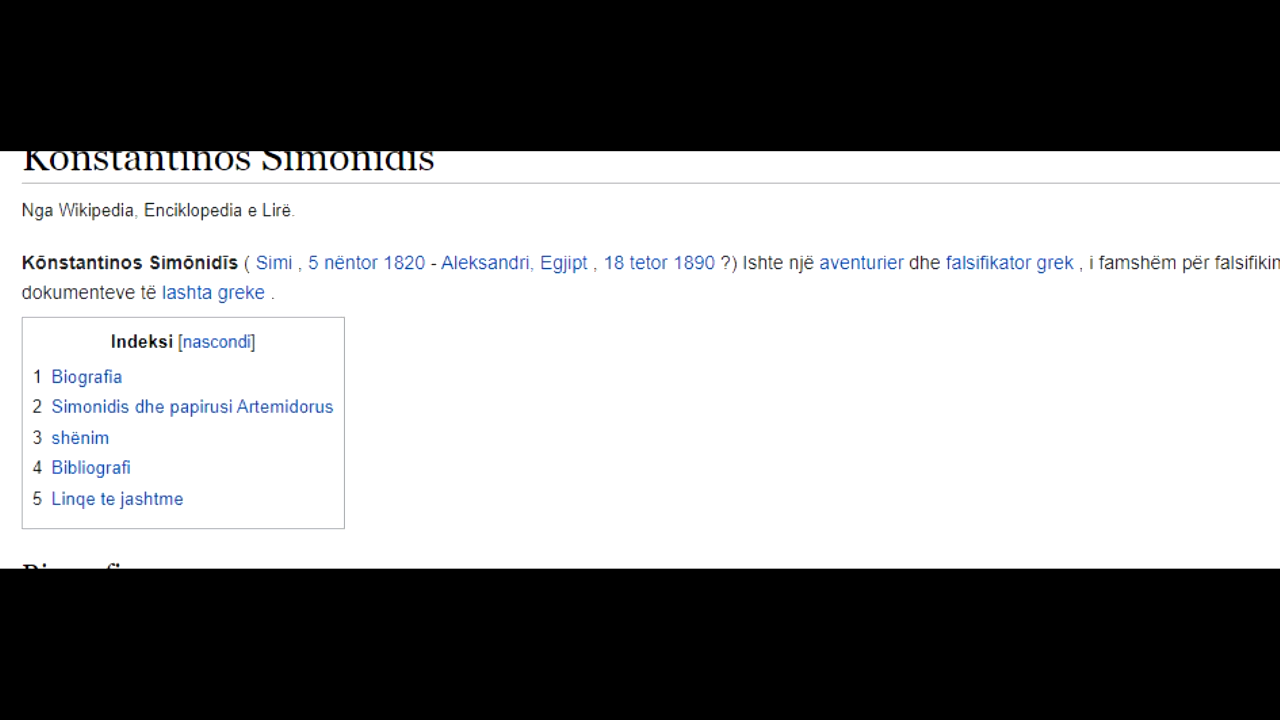 Konstantinos Simonidis
Nga Wikipedia, Enciklopedia e Lirë.
Kōnstantinos Simōnidīs ( Simi , 5 nëntor 1820 - Aleksandri, Egjipt , 18 tetor 1890 ?) Ishte një aventurier dhe falsifikator grek , i famshëm për
dokumenteve të lashta greke .
Indeksi [nascondi]
1 Biografia
2 Simonidis dhe papirusi Artemidorus
3 shënim
4 Bibliografi
5 Linqe te jashtme